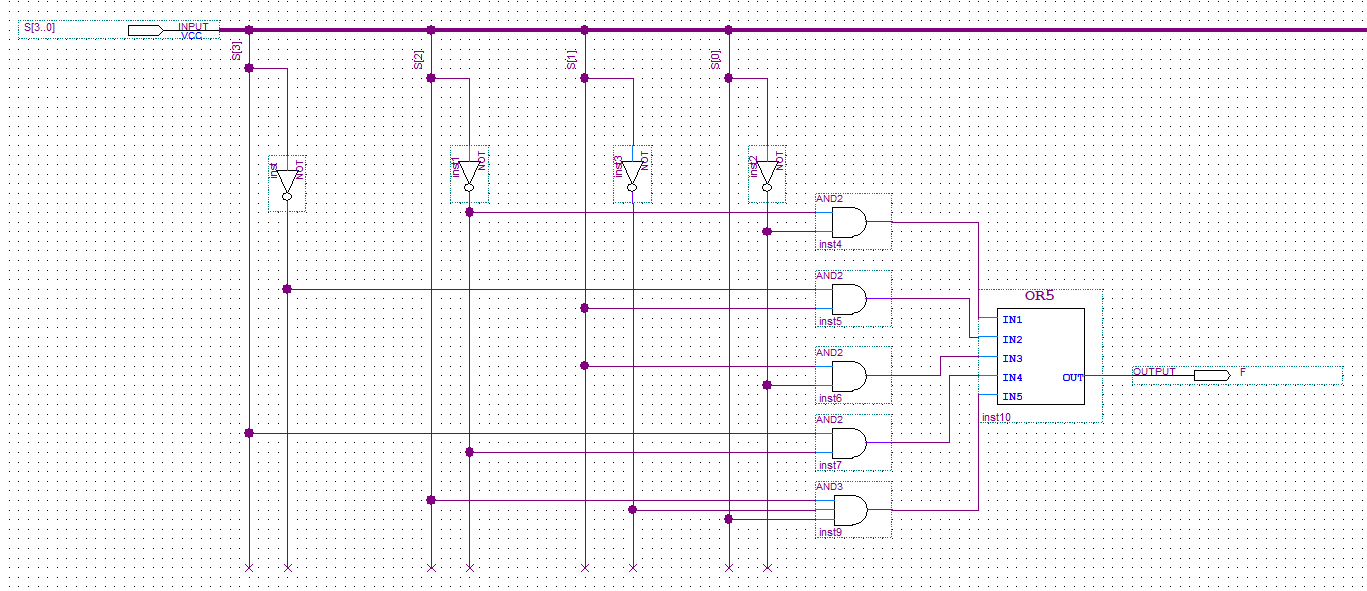 S[3..0]
INPUT
VCC
S[3]
S[2]
S[1]
S[0]
inst
NOT
inst1
NOT
inst3
NOT
inst2
NOT
AND2
inst4
AND2
inst5
OR5
IN1
IN2
IN3
IN4
OUT
IN5
inst10
OUTPUT
F
AND2
inst6
AND2
inst7
AND3
inst9